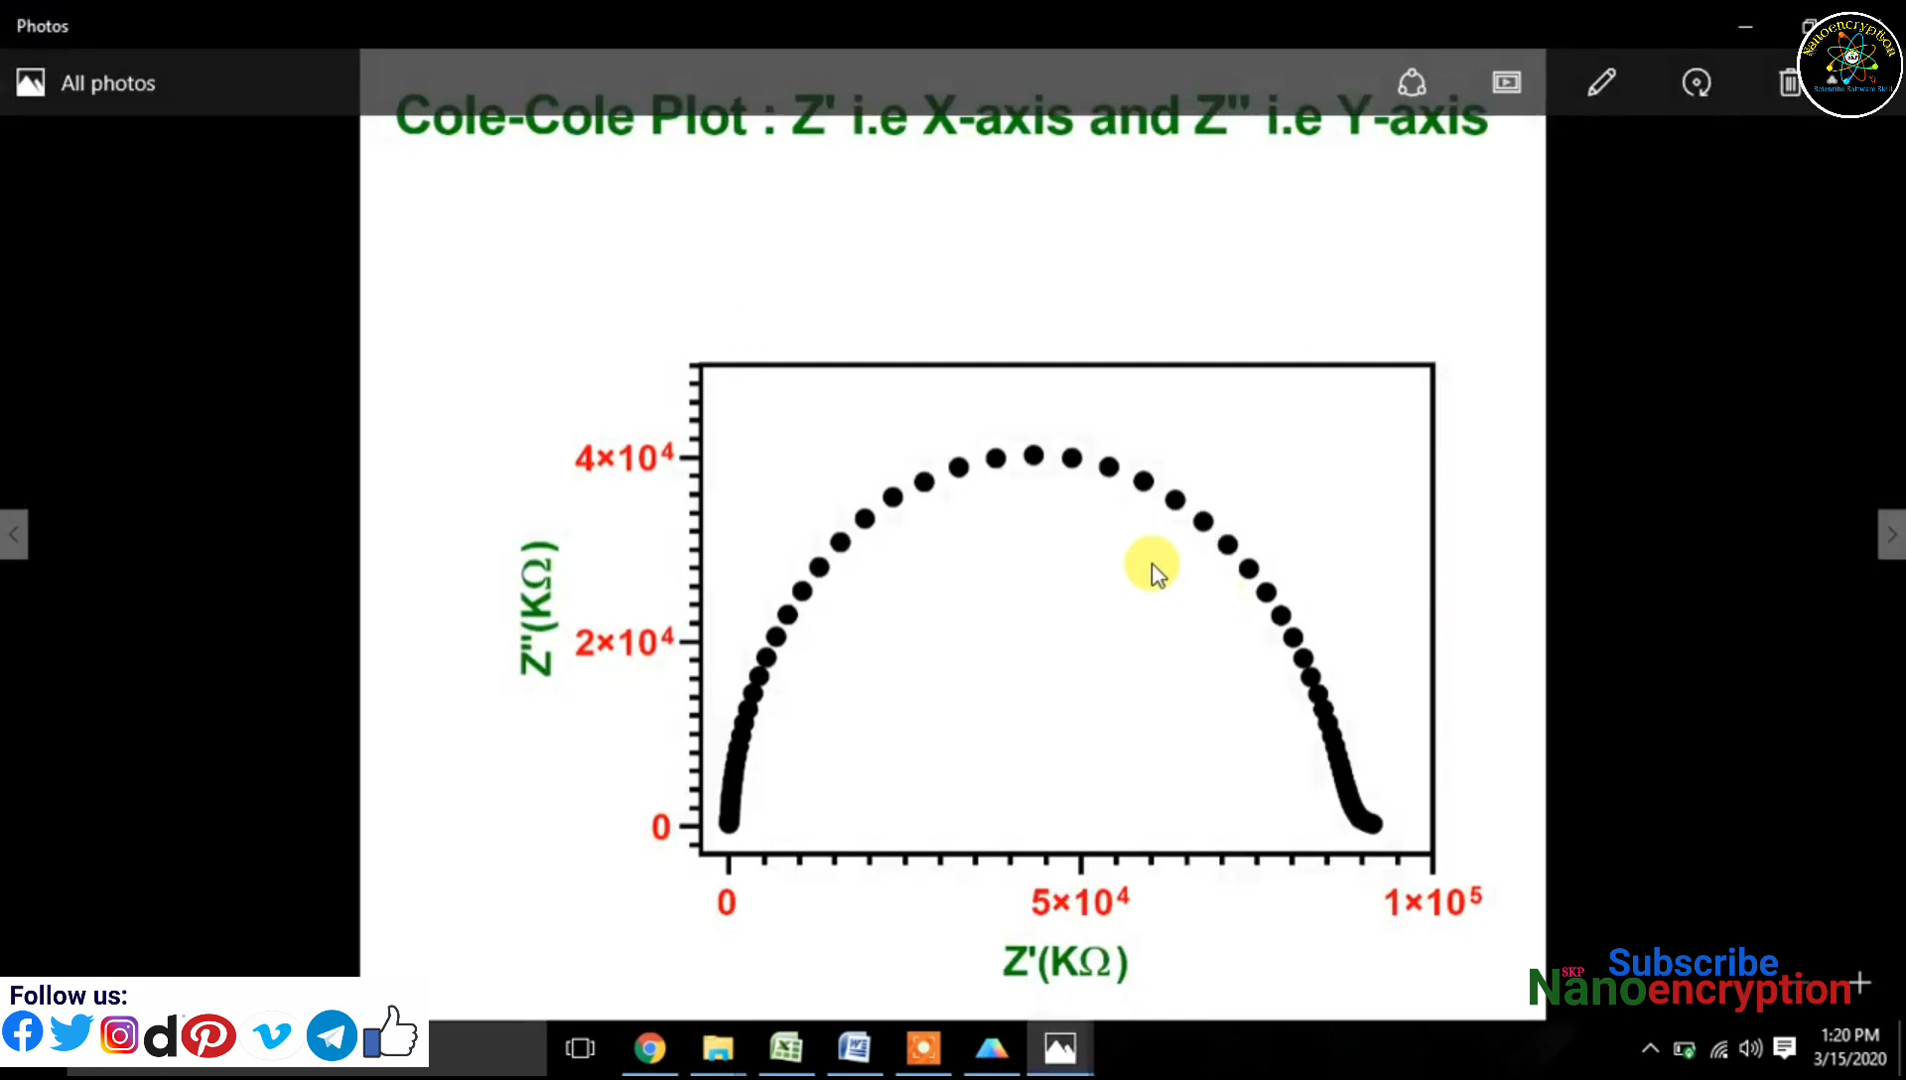 Photos
Nanoencryption
All photos
Cole-Cole Plot : Z' i.e X-axis and Z" i.e Y-axis
4×10⁴
2×10⁴
0
Z"(KΩ)
0
5×10⁴
1×10⁵
Z'(KΩ)
Follow us:
Subscribe
SKP
Nanoencryption
1:20 PM
3/15/2020